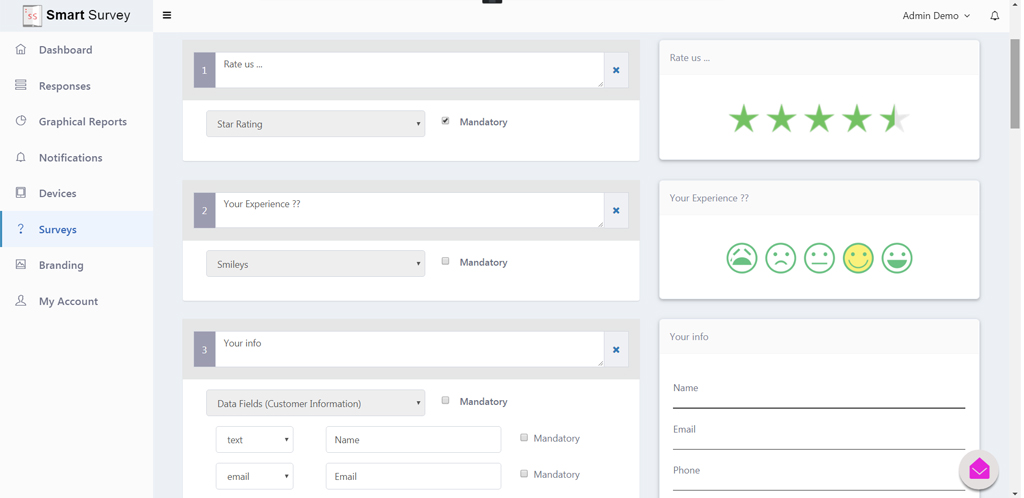 SS Smart Survey
Admin Demo
Dashboard
Responses
Graphical Reports
Notifications
Devices
? Surveys
Branding
My Account
1 Rate us ...
Star Rating
Mandatory
Rate us ...
2 Your Experience ??
Smileys
Mandatory
Your Experience ??
3 Your info
Data Fields (Customer Information)
Mandatory
text
Name
Mandatory
email
Email
Mandatory
Your info
Name
Email
Phone